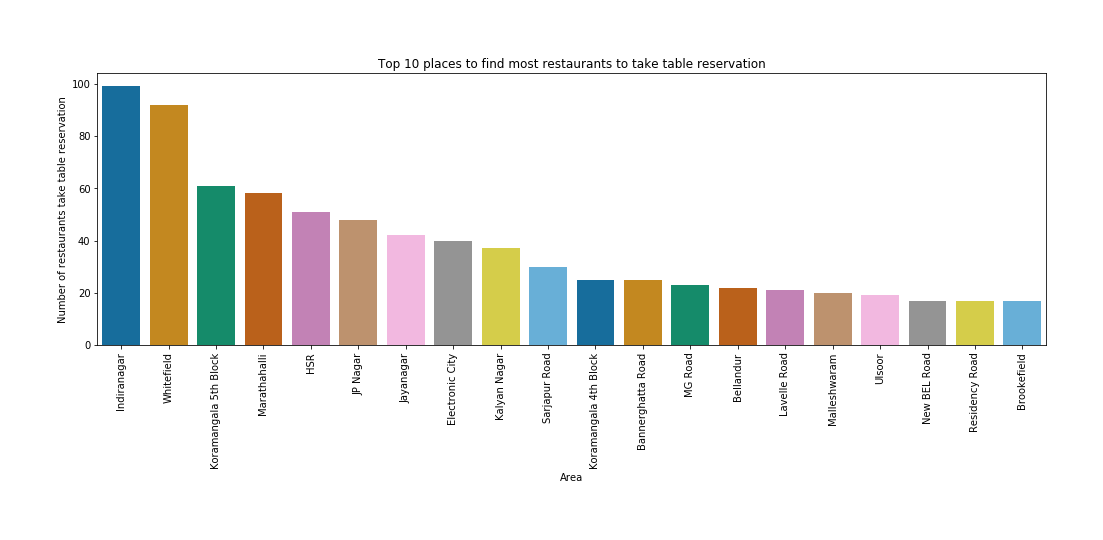 Top 10 places to find most restaurants to take table reservation
Number of restaurants take table reservation
100
80
60
40
20
0
Indiranagar
Whitefield
Koramangala 5th Block
Marathahalli
HSR
JP Nagar
Jayanagar
Electronic City
Kalyan Nagar
Sarjapur Road
Koramangala 4th Block
Bannerghatta Road
MG Road
Bellandur
Lavelle Road
Malleshwaram
Ulsoor
New BEL Road
Residency Road
Brookefield
Area